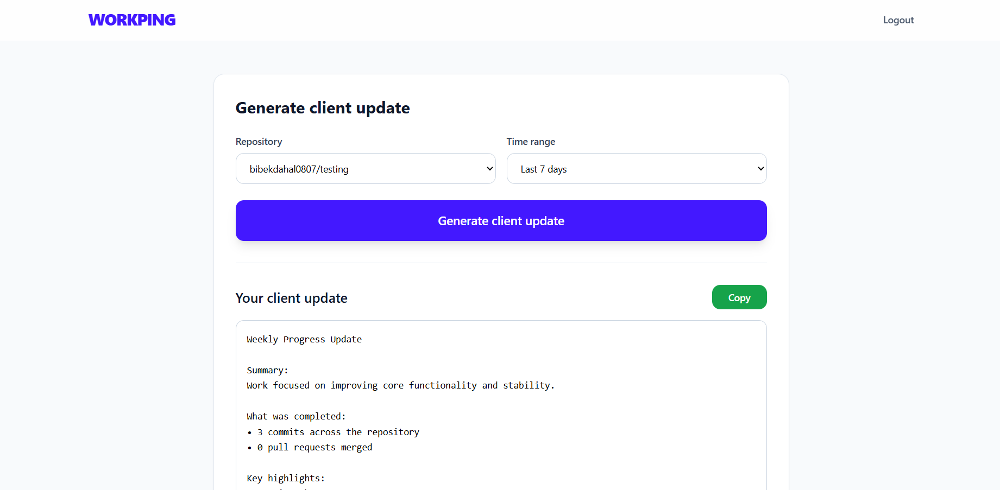 WORKPING
Logout
Generate client update
Repository
Time range
bibekdahal0807/testing
Last 7 days
Generate client update
Your client update
Copy
Weekly Progress Update
Summary:
Work focused on improving core functionality and stability.
What was completed:
• 3 commits across the repository
• 0 pull requests merged
Key highlights: